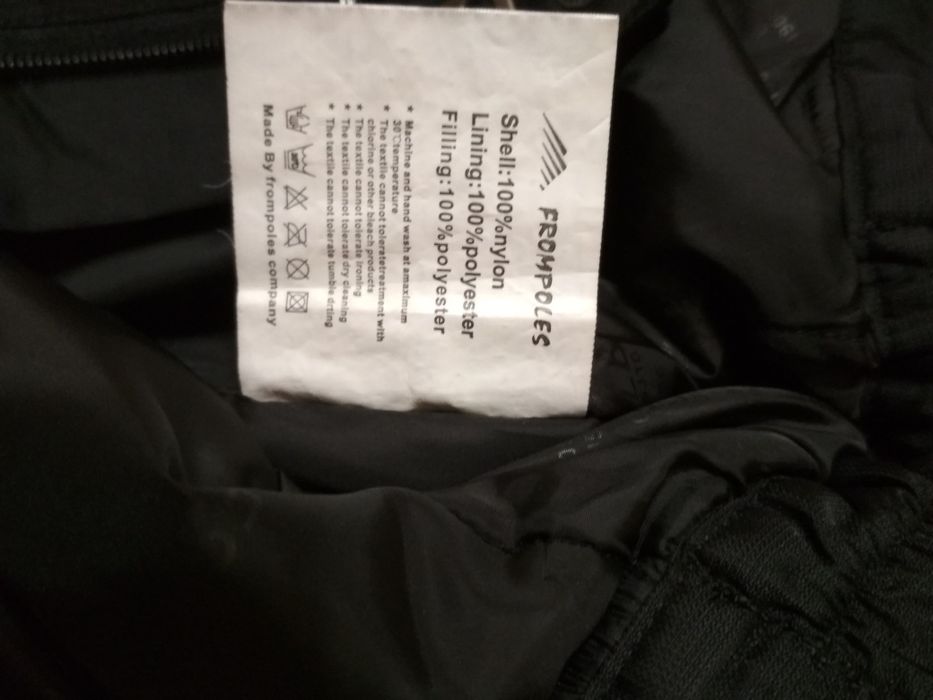 FROMPOLES
Shell:100%nylon
Lining:100%polyester
Filling:100%polyester
* Machine and hand wash at amaximum
30℃temperature
* The textile cannot toleratetreatment with
chlorine or other bleach products
* The textile cannot tolerate ironing
* The textile cannot tolerate dry cleaning
* The textile cannot tolerate tumble drting
Made By frompoles company